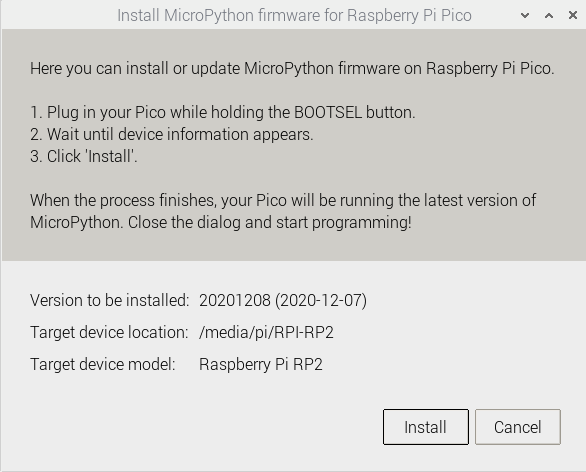 Install MicroPython firmware for Raspberry Pi Pico
Here you can install or update MicroPython firmware on Raspberry Pi Pico.
1. Plug in your Pico while holding the BOOTSEL button.
2. Wait until device information appears.
3. Click 'Install'.
When the process finishes, your Pico will be running the latest version of
MicroPython. Close the dialog and start programming!
Version to be installed: 20201208 (2020-12-07)
Target device location: /media/pi/RPI-RP2
Target device model: Raspberry Pi RP2
Install Cancel